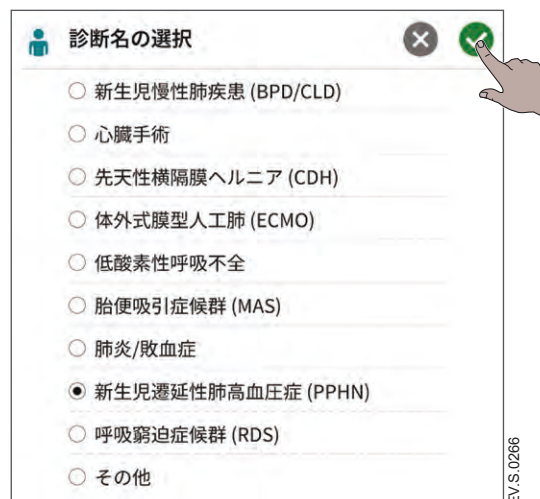 診断名の選択
新生児慢性肺疾患 (BPD/CLD)
心臓手術
先天性横隔膜ヘルニア (CDH)
体外式膜型人工肺 (ECMO)
低酸素性呼吸不全
胎便吸引症候群 (MAS)
肺炎/敗血症
新生児遷延性肺高血圧症 (PPHN)
呼吸窮迫症候群 (RDS)
その他
EV.S.0266